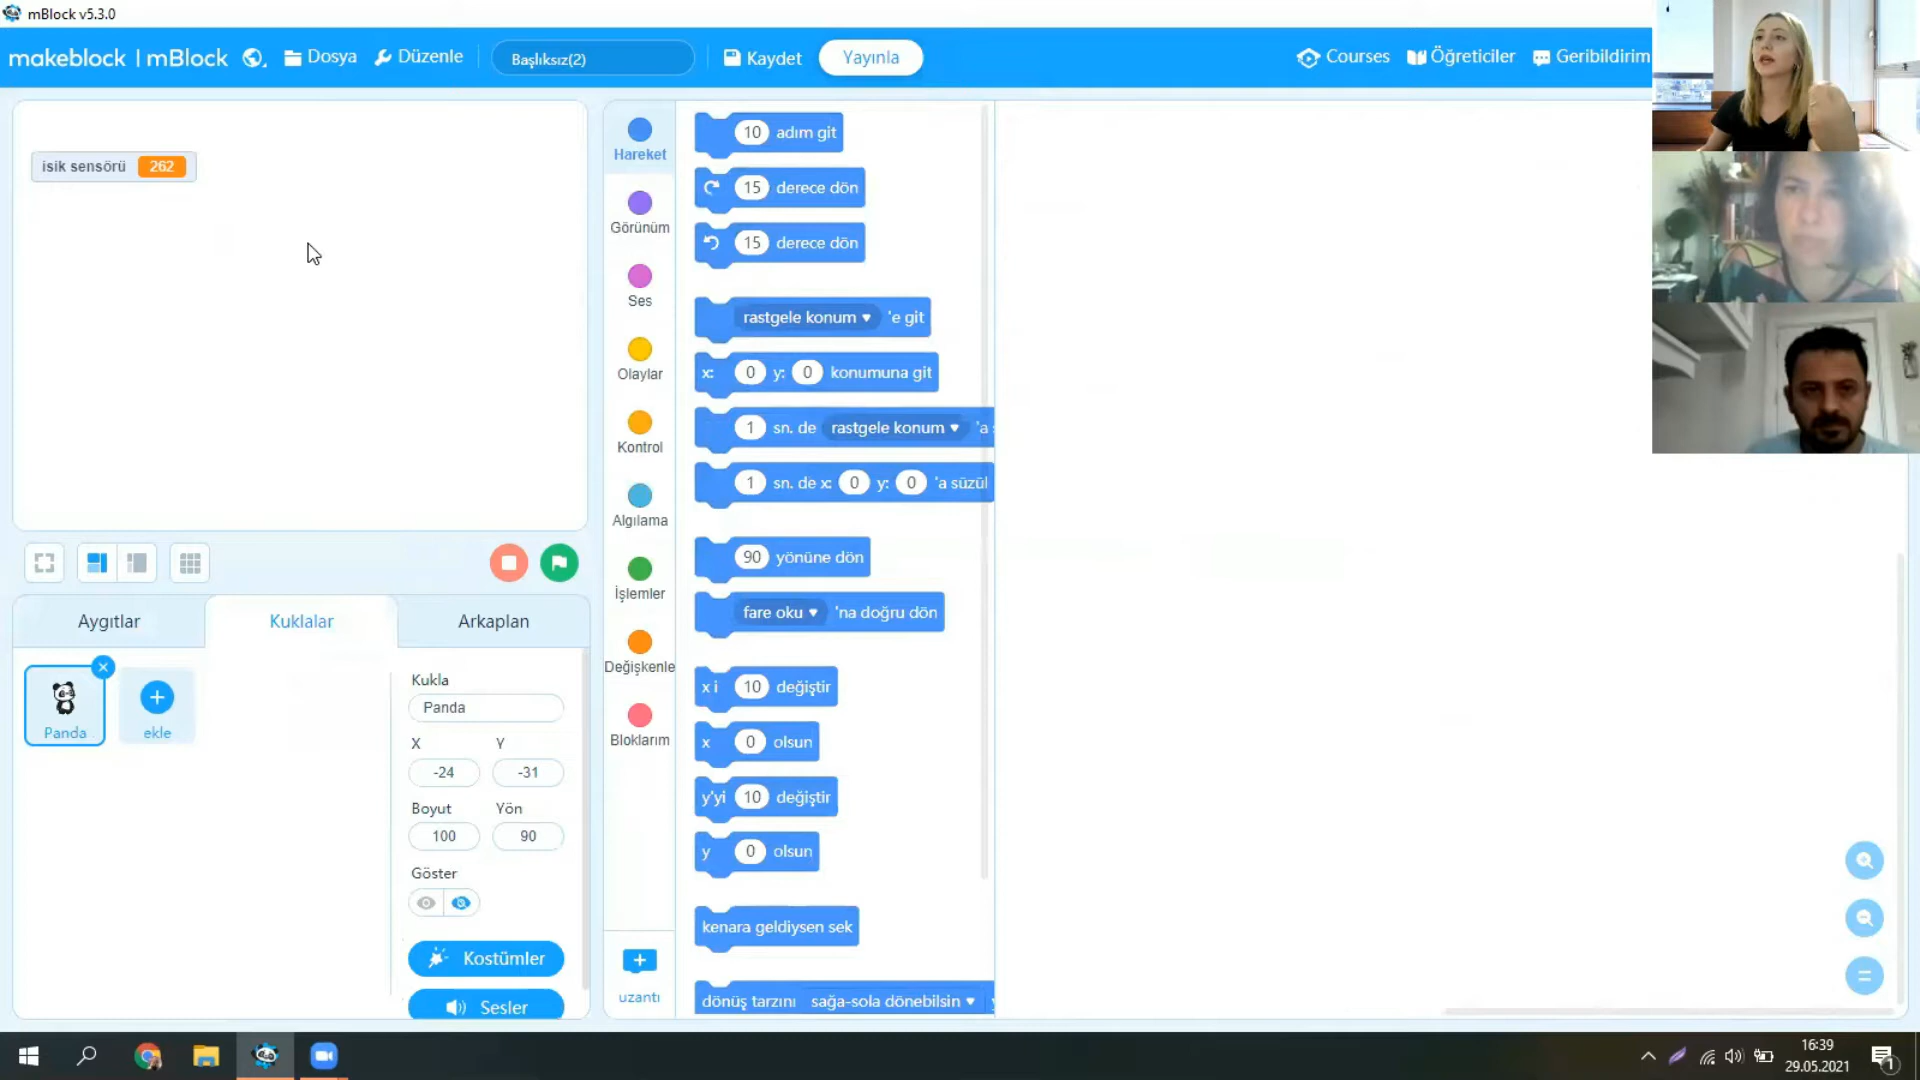 mBlock v5.3.0
makeblock | mBlock
Dosya
Düzenle
Başlıksız(2)
Kaydet
Yayınla
Courses
Öğreticiler
Geribildirim
isik sensörü 262
Hareket
Görünüm
Ses
Olaylar
Kontrol
Algılama
İşlemler
Değişkenle
Bloklarım
uzantı
10 adım git
15 derece dön
15 derece dön
rastgele konum 'e git
x: 0 y: 0 konumuna git
1 sn. de rastgele konum 'a
1 sn. de x: 0 y: 0 'a süzül
90 yönüne dön
fare oku 'na doğru dön
x i 10 değiştir
x 0 olsun
y'yi 10 değiştir
y 0 olsun
kenara geldiysen sek
dönüş tarzını sağa-sola dönebilsin
Aygıtlar
Kuklalar
Arkaplan
Panda
ekle
Kukla
Panda
X Y
-24 -31
Boyut Yön
100 90
Göster
Kostümler
Sesler
16:39
29.05.2021
1